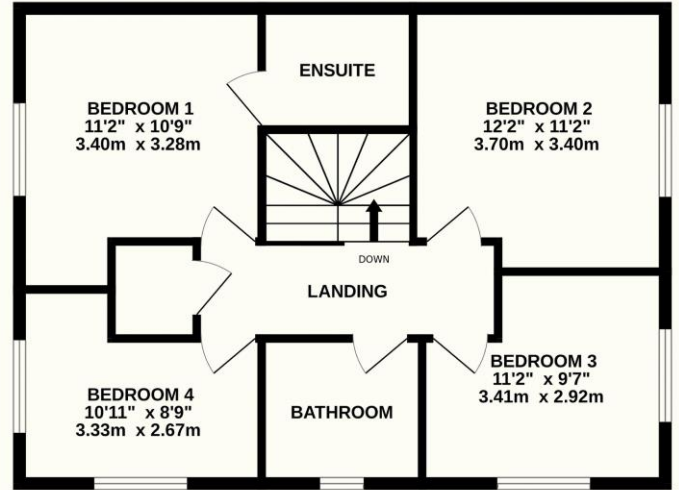 ENSUITE
BEDROOM 1
11'2" x 10'9"
3.40m x 3.28m
BEDROOM 2
12'2" x 11'2"
3.70m x 3.40m
DOWN
LANDING
BEDROOM 3
11'2" x 9'7"
3.41m x 2.92m
BEDROOM 4
10'11" x 8'9"
3.33m x 2.67m
BATHROOM